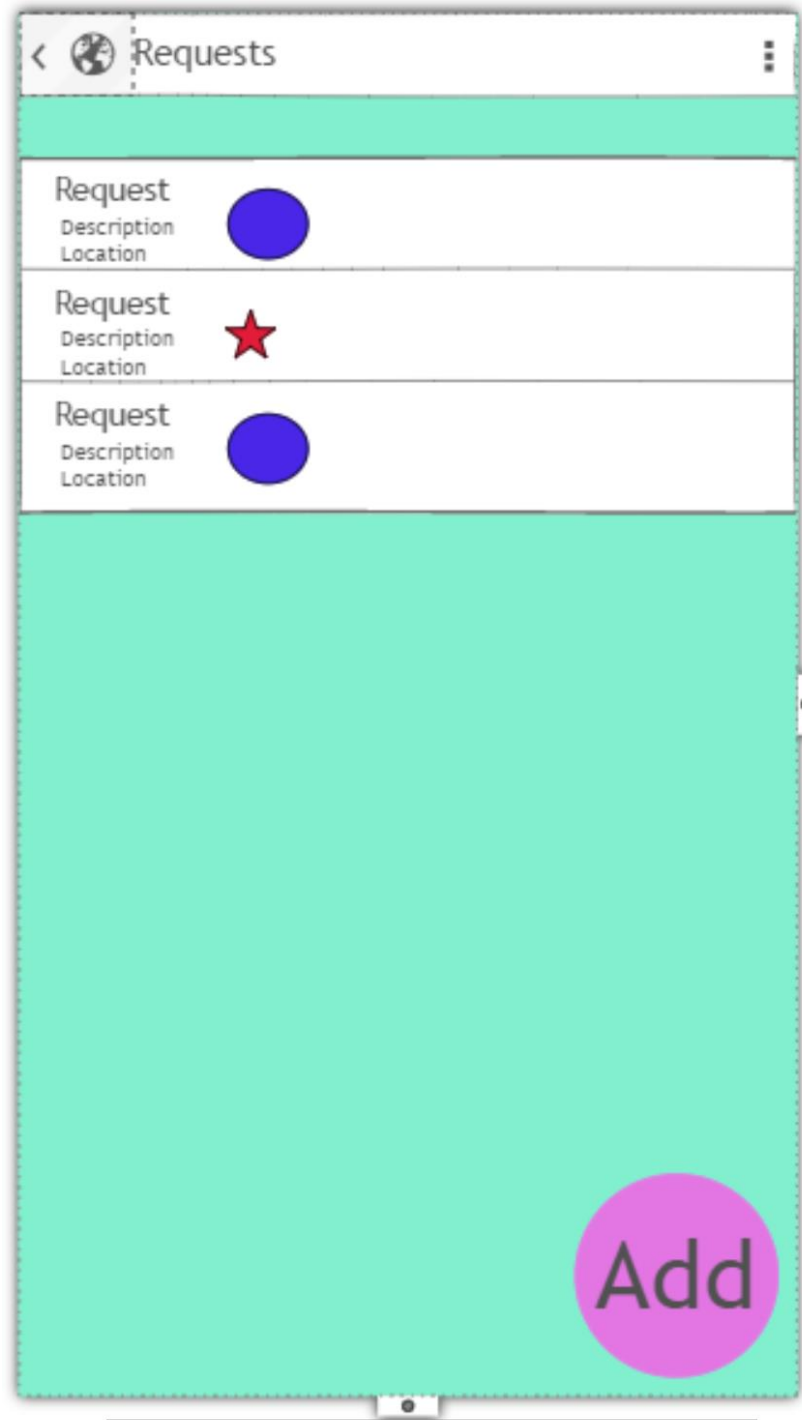 Requests
Request
Description
Location
Request
Description
Location
Request
Description
Location
Add